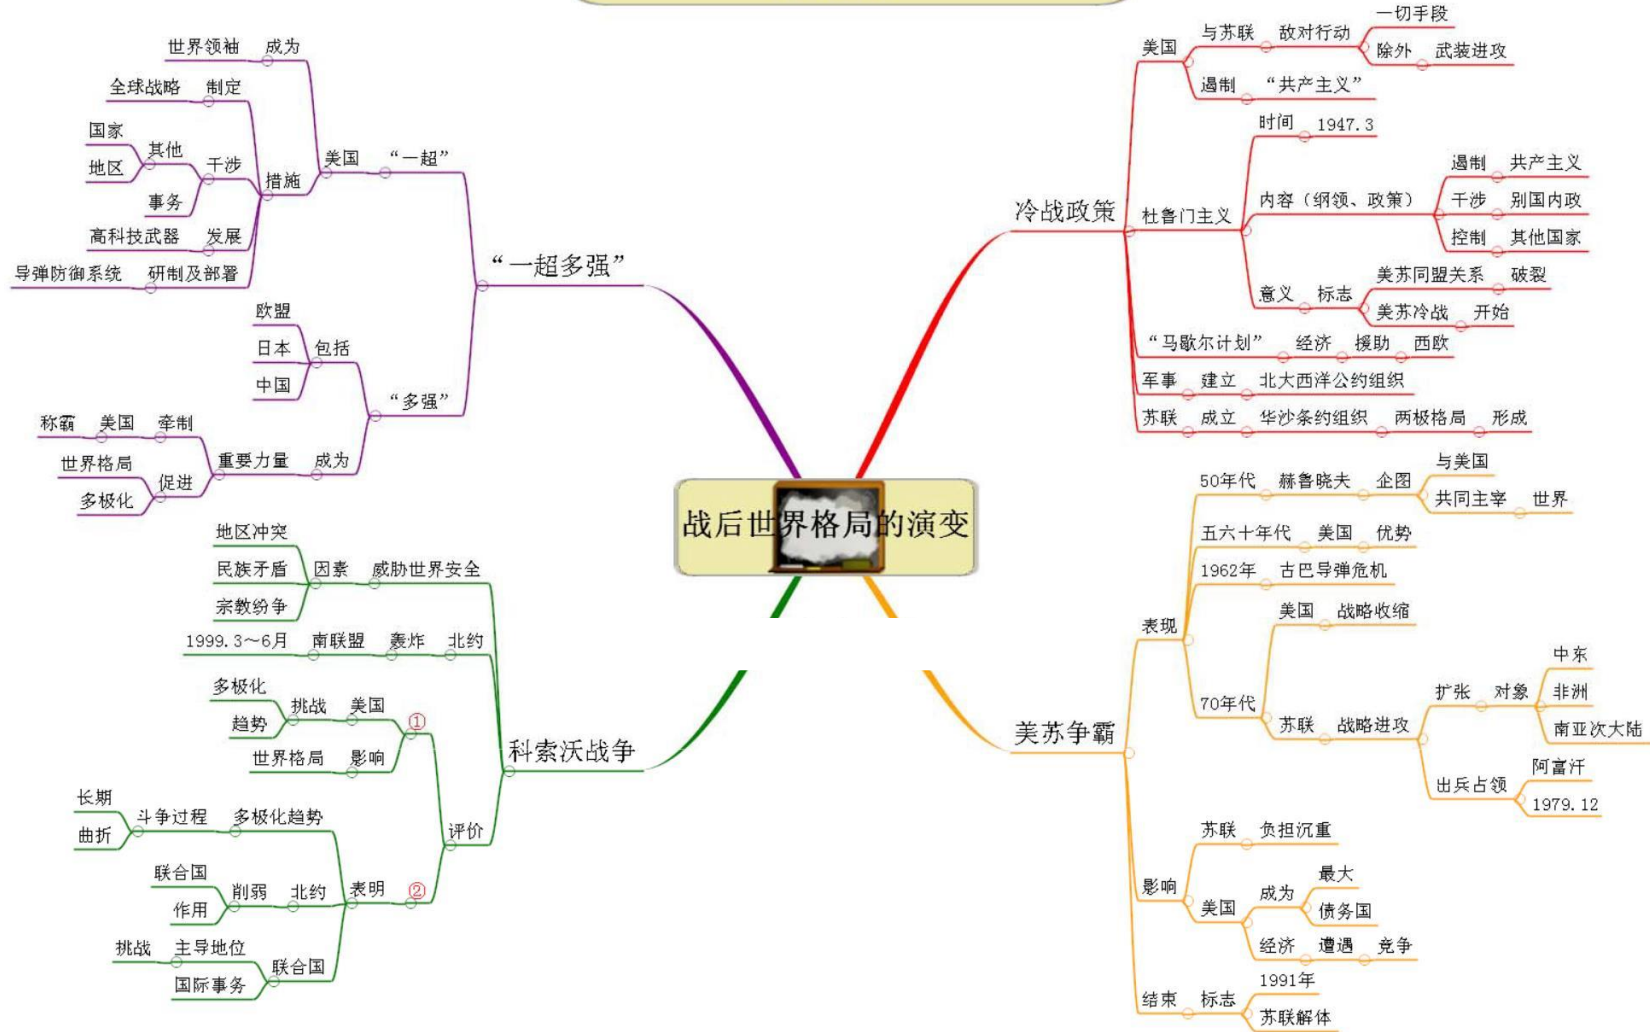 战后世界格局的演变
冷战政策
美国
与苏联 敌对行动
一切手段
除外 武装进攻
遏制 “共产主义”
杜鲁门主义
时间 1947.3
内容（纲领、政策）
遏制 共产主义
干涉 别国内政
控制 其他国家
意义 标志
美苏同盟关系 破裂
美苏冷战 开始
“马歇尔计划” 经济 援助 西欧
军事 建立 北大西洋公约组织
苏联 成立 华沙条约组织 两极格局 形成
美苏争霸
表现
50年代 赫鲁晓夫 企图
与美国
共同主宰 世界
五六十年代 美国 优势
1962年 古巴导弹危机
70年代
美国 战略收缩
苏联 战略进攻
扩张 对象
中东
非洲
南亚次大陆
出兵占领
阿富汗
1979.12
影响
苏联 负担沉重
美国
成为
最大
债务国
经济 遭遇 竞争
结束 标志
1991年
苏联解体
“一超多强”
“一超” 美国
成为 世界领袖
措施
制定 全球战略
干涉
其他
国家
地区
事务
发展 高科技武器
研制及部署 导弹防御系统
“多强”
包括
欧盟
日本
中国
成为 重要力量
牵制 美国 称霸
促进
世界格局
多极化
科索沃战争
威胁世界安全 因素
地区冲突
民族矛盾
宗教纷争
北约 轰炸 南联盟 1999.3～6月
评价
①
美国 挑战
多极化
趋势
影响 世界格局
② 表明
多极化趋势 斗争过程
长期
曲折
北约 削弱
联合国
作用
联合国
主导地位 挑战
国际事务